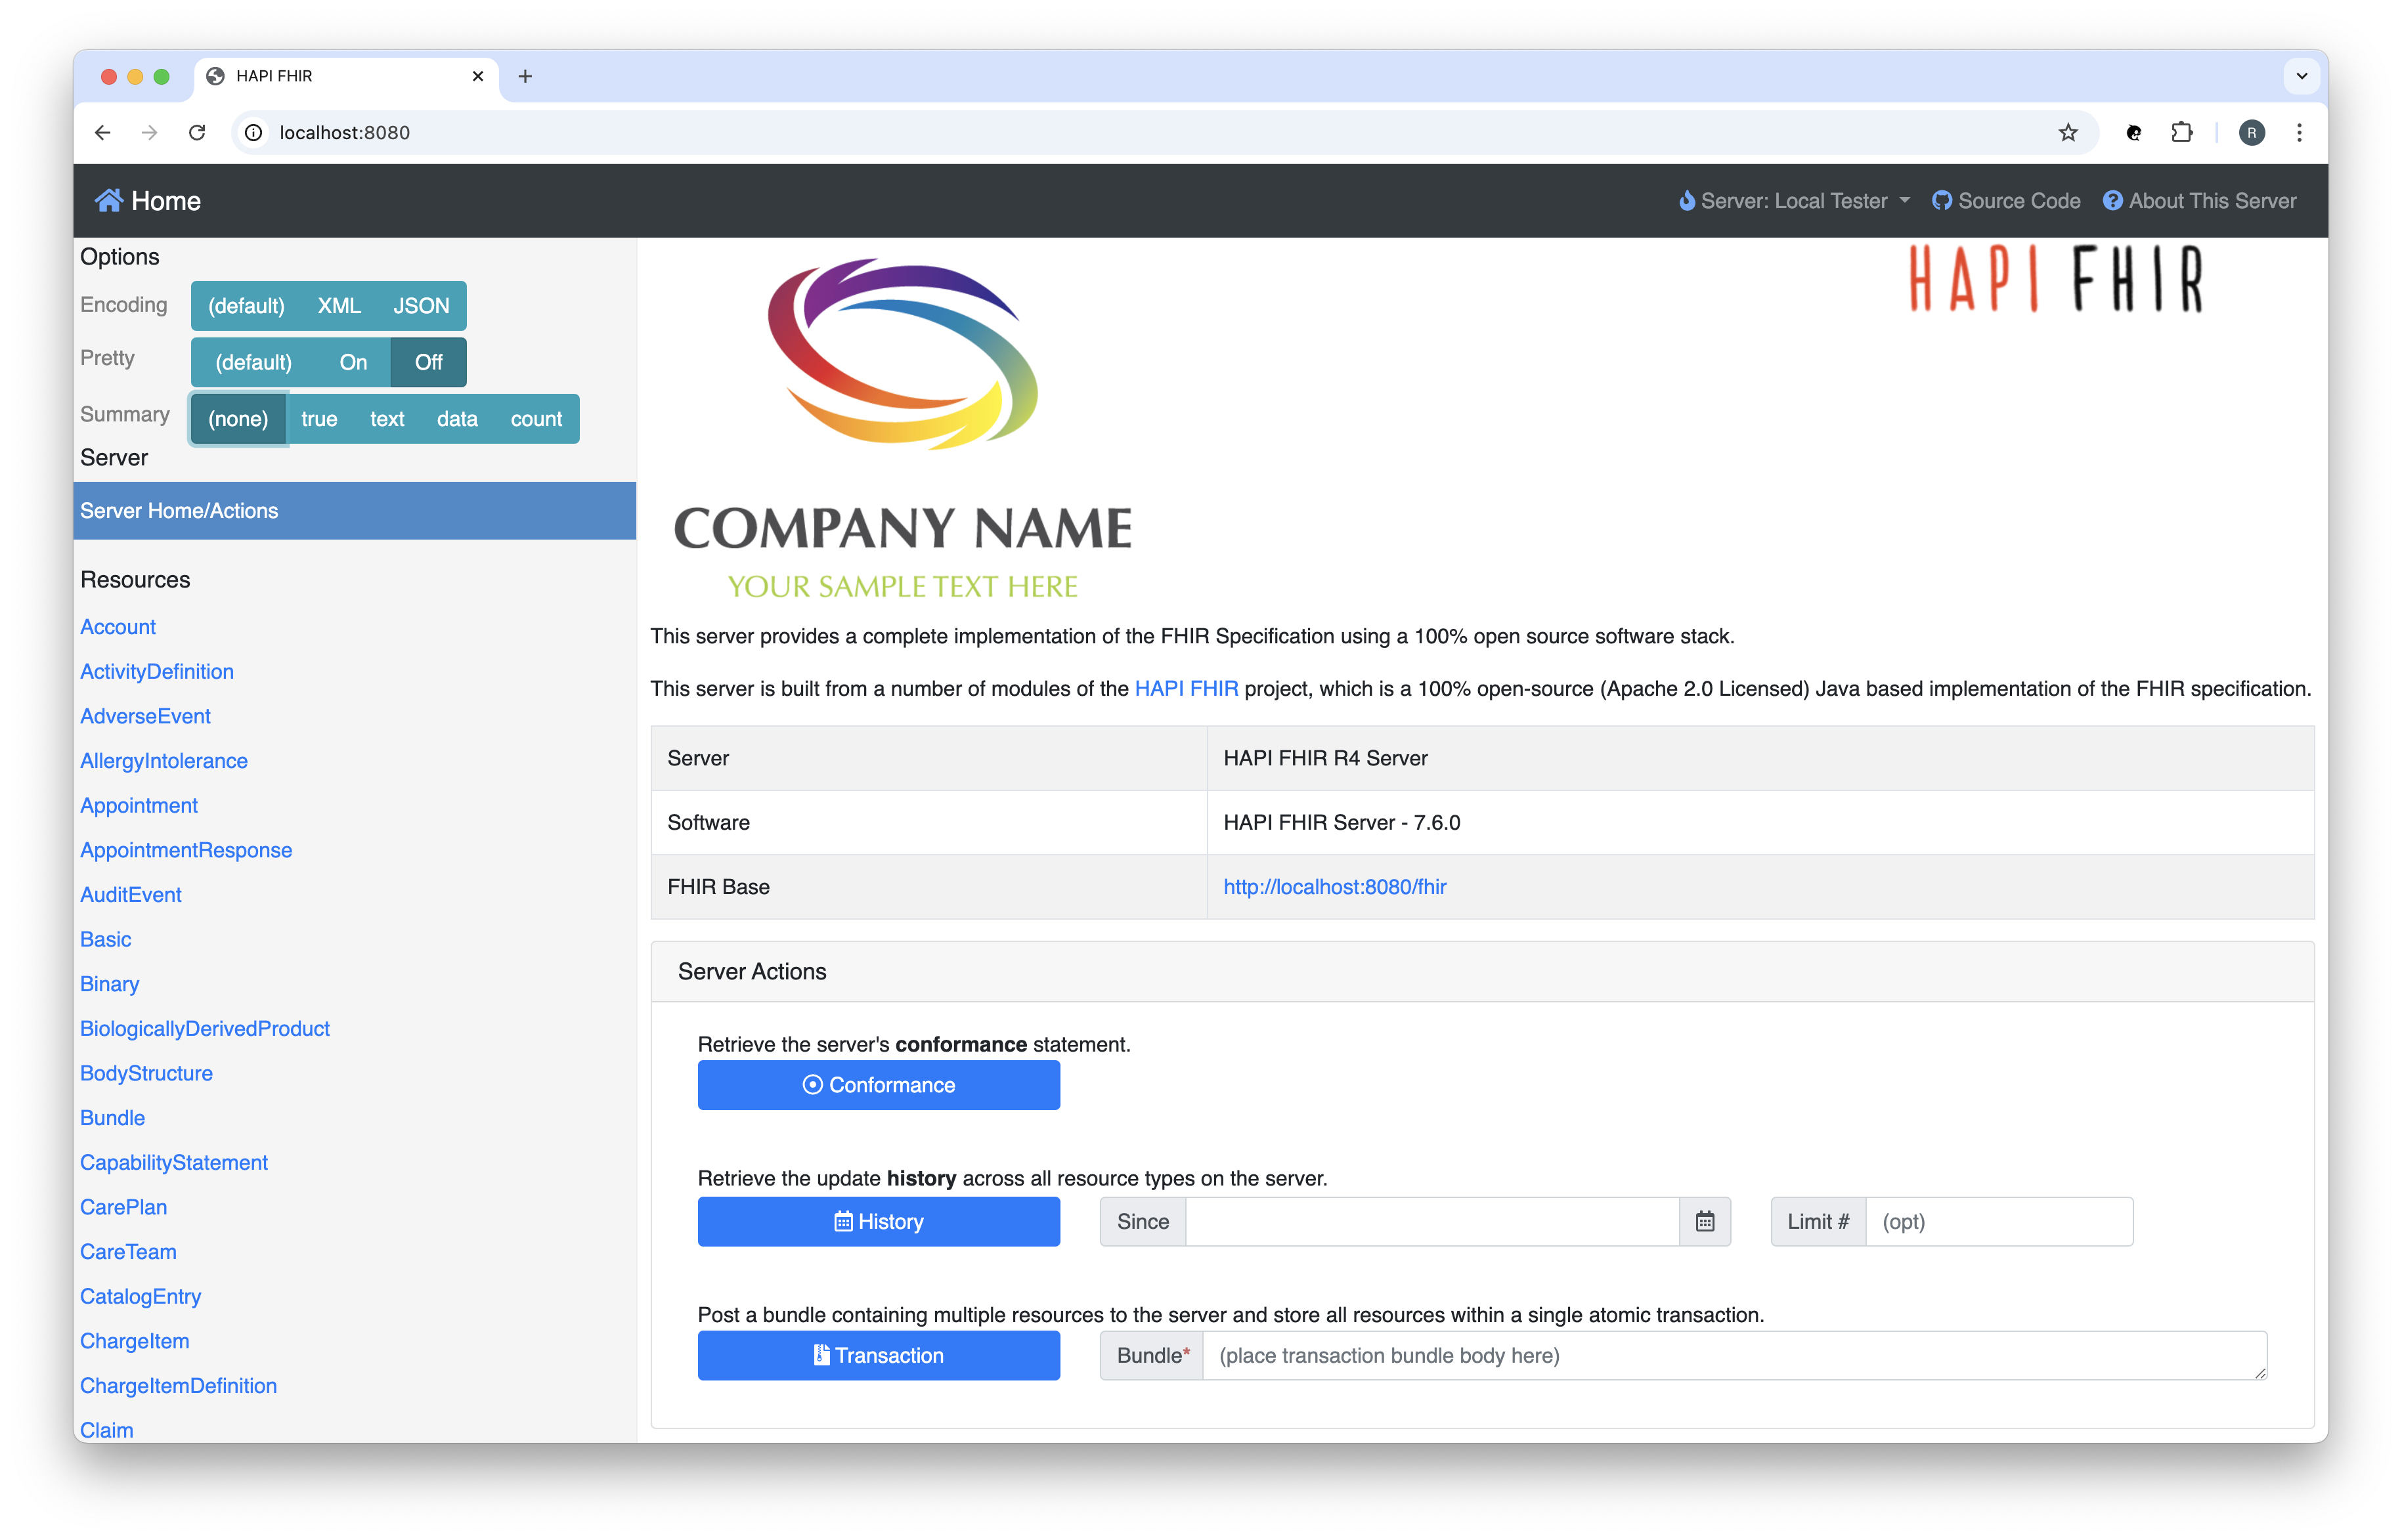 HAPI FHIR
localhost:8080
R
Home
Server: Local Tester
Source Code
About This Server
Options
Encoding (default) XML JSON
Pretty (default) On Off
Summary (none) true text data count
Server
Server Home/Actions
Resources
Account
ActivityDefinition
AdverseEvent
AllergyIntolerance
Appointment
AppointmentResponse
AuditEvent
Basic
Binary
BiologicallyDerivedProduct
BodyStructure
Bundle
CapabilityStatement
CarePlan
CareTeam
CatalogEntry
ChargeItem
ChargeItemDefinition
Claim
HAPI FHIR
COMPANY NAME
YOUR SAMPLE TEXT HERE
This server provides a complete implementation of the FHIR Specification using a 100% open source software stack.
This server is built from a number of modules of the HAPI FHIR project, which is a 100% open-source (Apache 2.0 Licensed) Java based implementation of the FHIR specification.
Server HAPI FHIR R4 Server
Software HAPI FHIR Server - 7.6.0
FHIR Base http://localhost:8080/fhir
Server Actions
Retrieve the server's conformance statement.
Conformance
Retrieve the update history across all resource types on the server.
History Since Limit # (opt)
Post a bundle containing multiple resources to the server and store all resources within a single atomic transaction.
Transaction Bundle* (place transaction bundle body here)